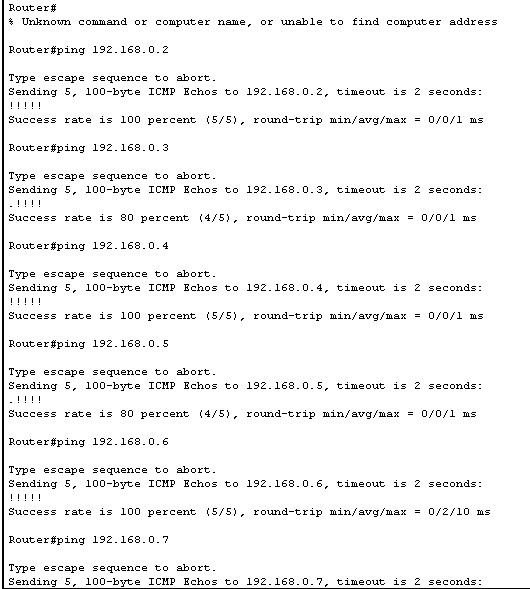 Router#
% Unknown command or computer name, or unable to find computer address
Router#ping 192.168.0.2
Type escape sequence to abort.
Sending 5, 100-byte ICMP Echos to 192.168.0.2, timeout is 2 seconds:
!!!!!
Success rate is 100 percent (5/5), round-trip min/avg/max = 0/0/1 ms
Router#ping 192.168.0.3
Type escape sequence to abort.
Sending 5, 100-byte ICMP Echos to 192.168.0.3, timeout is 2 seconds:
.!!!!
Success rate is 80 percent (4/5), round-trip min/avg/max = 0/0/1 ms
Router#ping 192.168.0.4
Type escape sequence to abort.
Sending 5, 100-byte ICMP Echos to 192.168.0.4, timeout is 2 seconds:
!!!!!
Success rate is 100 percent (5/5), round-trip min/avg/max = 0/0/1 ms
Router#ping 192.168.0.5
Type escape sequence to abort.
Sending 5, 100-byte ICMP Echos to 192.168.0.5, timeout is 2 seconds:
.!!!!
Success rate is 80 percent (4/5), round-trip min/avg/max = 0/0/1 ms
Router#ping 192.168.0.6
Type escape sequence to abort.
Sending 5, 100-byte ICMP Echos to 192.168.0.6, timeout is 2 seconds:
!!!!!
Success rate is 100 percent (5/5), round-trip min/avg/max = 0/2/10 ms
Router#ping 192.168.0.7
Type escape sequence to abort.
Sending 5, 100-byte ICMP Echos to 192.168.0.7, timeout is 2 seconds: